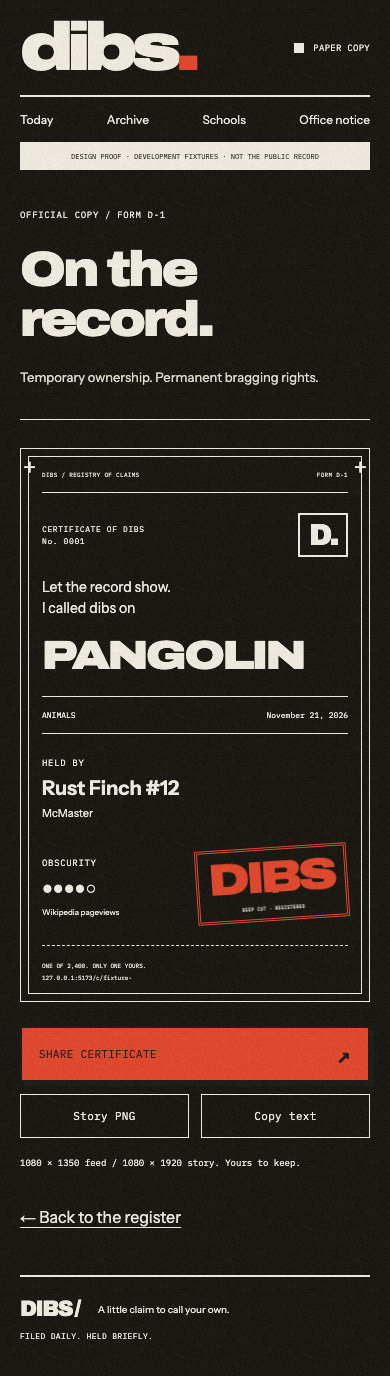 dibs.
PAPER COPY
Today Archive Schools Office notice
DESIGN PROOF · DEVELOPMENT FIXTURES · NOT THE PUBLIC RECORD
OFFICIAL COPY / FORM D-1
On the
record.
Temporary ownership. Permanent bragging rights.
DIBS / REGISTRY OF CLAIMS FORM D-1
CERTIFICATE OF DIBS
No. 0001
D.
Let the record show.
I called dibs on
PANGOLIN
ANIMALS November 21, 2026
HELD BY
Rust Finch #12
McMaster
OBSCURITY
Wikipedia pageviews
DIBS
DEEP CUT · REGISTERED
ONE OF 2,400. ONLY ONE YOURS.
127.0.0.1:5173/c/fixture-
SHARE CERTIFICATE ↗
Story PNG Copy text
1080 × 1350 feed / 1080 × 1920 story. Yours to keep.
← Back to the register
DIBS/ A little claim to call your own.
FILED DAILY. HELD BRIEFLY.